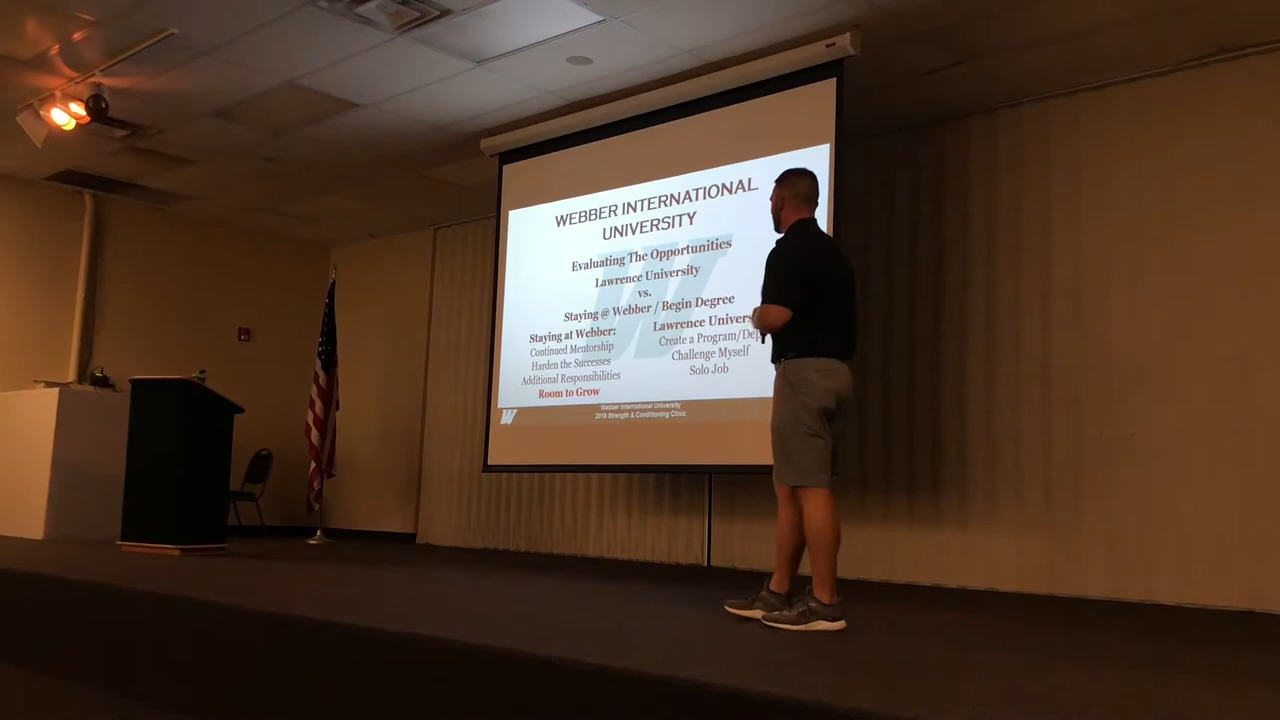 WEBBER INTERNATIONAL
UNIVERSITY
Evaluating The Opportunities
Lawrence University
vs.
Staying @ Webber / Begin Degree
Staying at Webber:
Continued Mentorship
Harden the Successes
Additional Responsibilities
Room to Grow
Lawrence Univers
Create a Program/Dep
Challenge Myself
Solo Job
W
Webber International University
2019 Strength & Conditioning Clinic